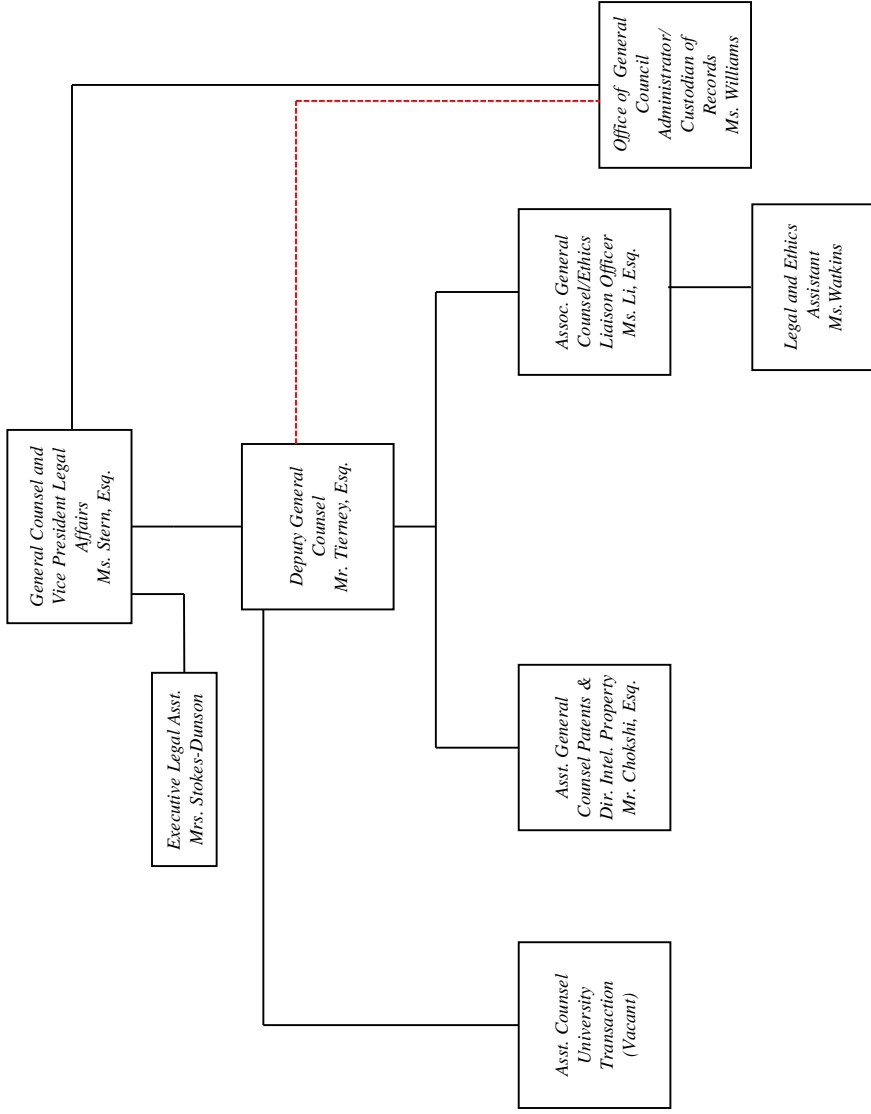 General Counsel and
Vice President Legal
Affairs
Ms. Stern, Esq.
Executive Legal Asst.
Mrs. Stokes-Dunson
Deputy General
Counsel
Mr. Tierney, Esq.
Asst. Counsel
University
Transaction
(Vacant)
Asst. General
Counsel Patents &
Dir. Intel. Property
Mr. Chokshi, Esq.
Assoc. General
Counsel/Ethics
Liaison Officer
Ms. Li, Esq.
Office of General
Council
Administrator/
Custodian of
Records
Ms. Williams
Legal and Ethics
Assistant
Ms.Watkins